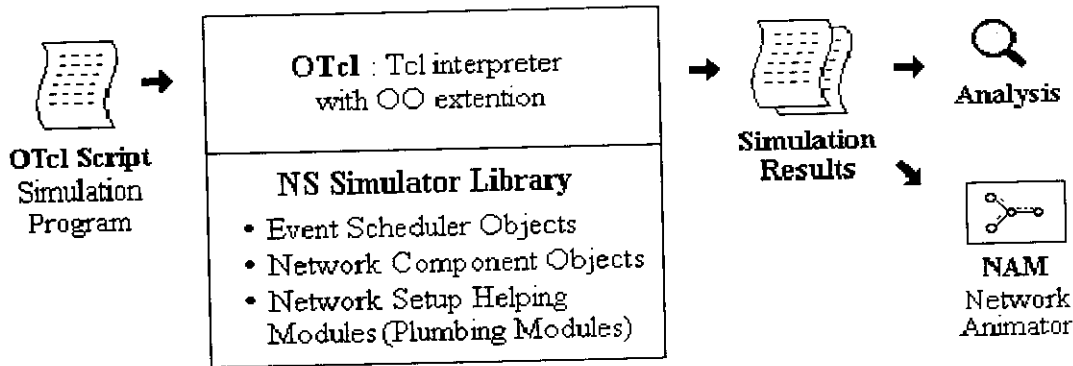 OTcl Script
Simulation
Program
OTcl : Tcl interpreter
with OO extention
NS Simulator Library
• Event Scheduler Objects
• Network Component Objects
• Network Setup Helping
Modules (Plumbing Modules)
Simulation
Results
Analysis
NAM
Network
Animator